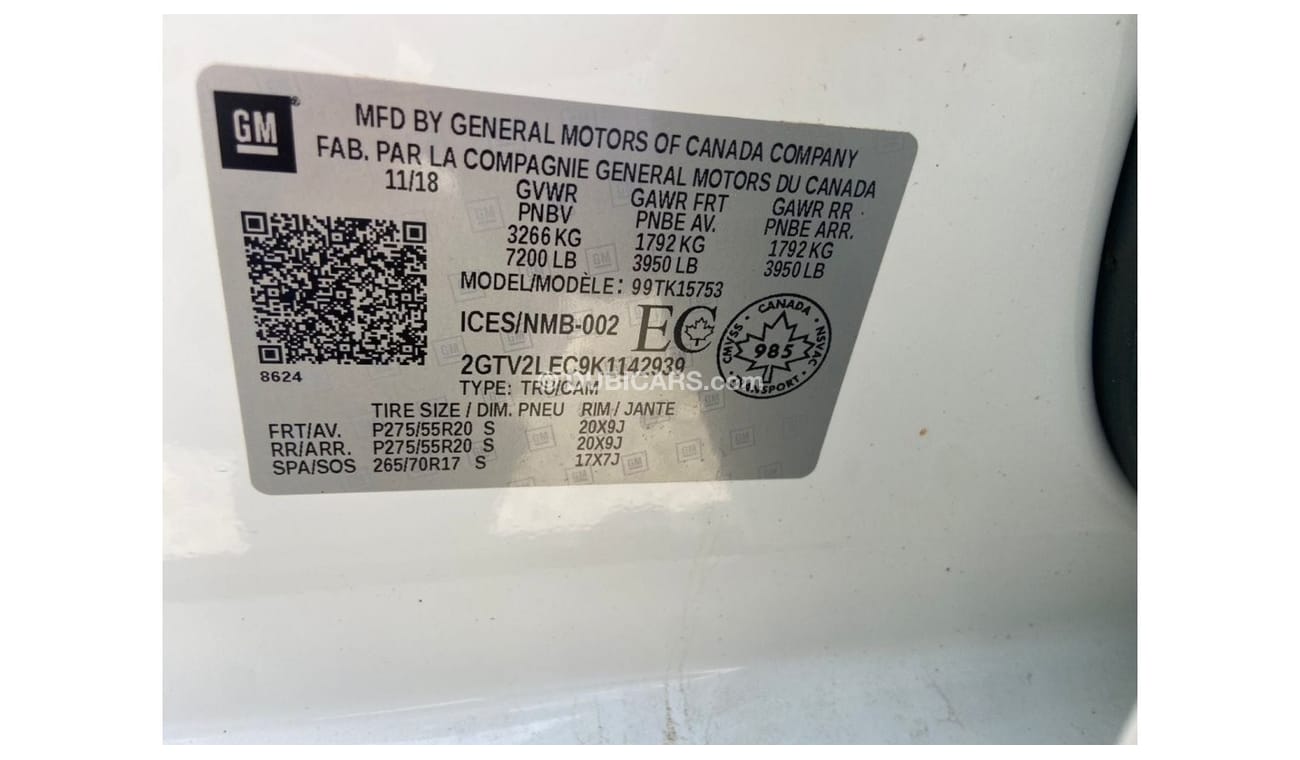 GM
MFD BY GENERAL MOTORS OF CANADA COMPANY
FAB. PAR LA COMPAGNIE GENERAL MOTORS DU CANADA
11/18 GVWR GAWR FRT GAWR RR
PNBV PNBE AV. PNBE ARR.
3266 KG 1792 KG 1792 KG
7200 LB 3950 LB 3950 LB
MODEL/MODÈLE: 99TK15753
ICES/NMB-002 EC
CANADA
CMVSS 985 NSVAC
TRANSPORT
8624
2GTV2LEC9K1142939
© DUBICARS.com
TYPE: TRU/CAM
TIRE SIZE / DIM. PNEU RIM / JANTE
FRT/AV. P275/55R20 S 20X9J
RR/ARR. P275/55R20 S 20X9J
SPA/SOS 265/70R17 S 17X7J